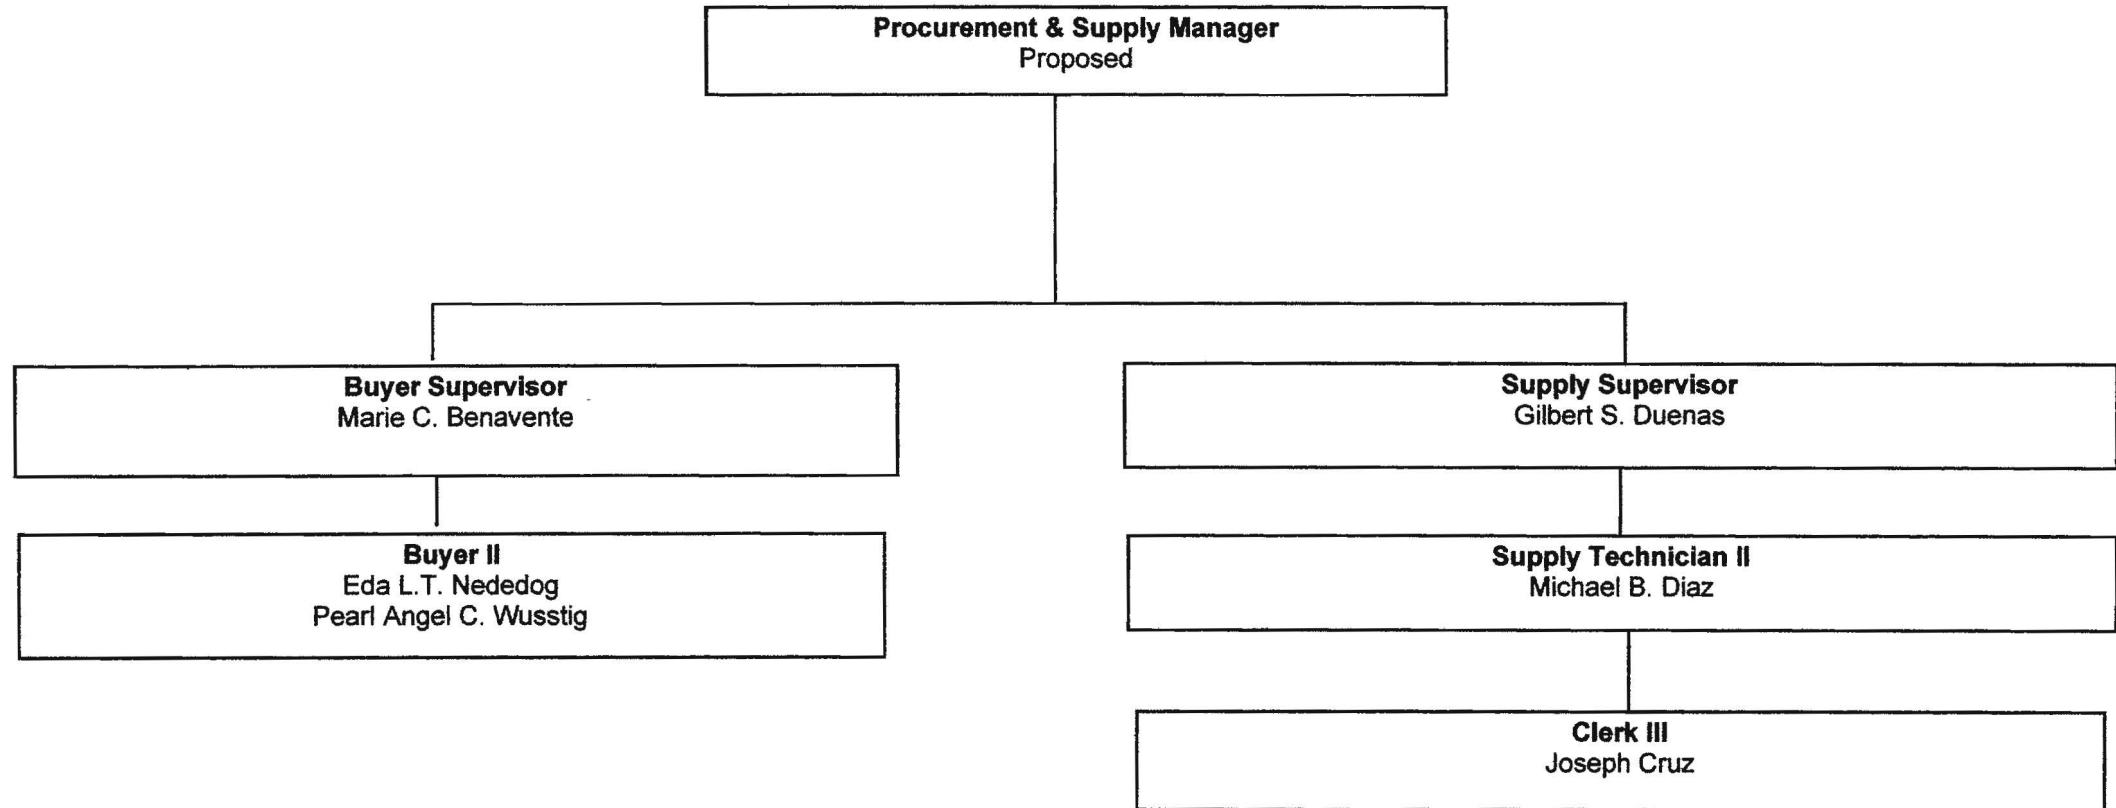 Procurement & Supply Manager
Proposed
Buyer Supervisor
Marie C. Benavente
Supply Supervisor
Gilbert S. Duenas
Buyer II
Eda L.T. Nededog
Pearl Angel C. Wusstig
Supply Technician II
Michael B. Diaz
Clerk III
Joseph Cruz